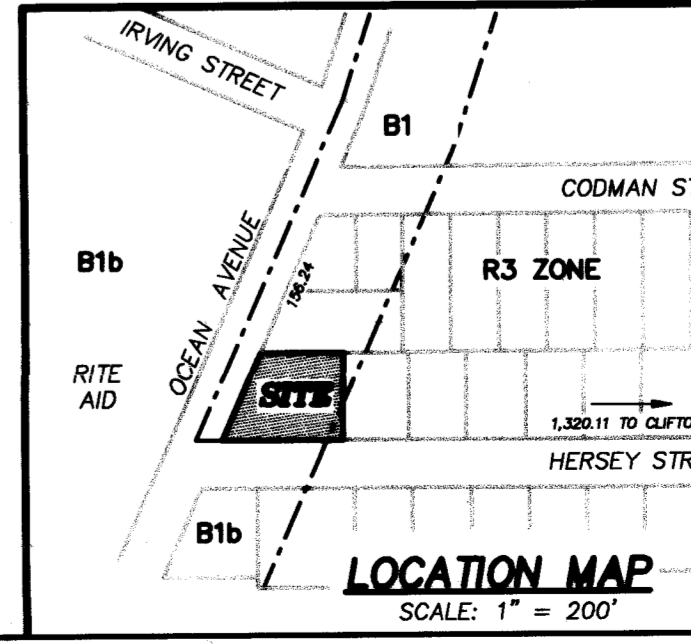 IRVING STREET
B1
CODMAN ST
B1b
OCEAN AVENUE
156.24
R3 ZONE
RITE
AID
SITE
1,320.11 TO CLIFTO
HERSEY STR
B1b
LOCATION MAP
SCALE: 1" = 200'